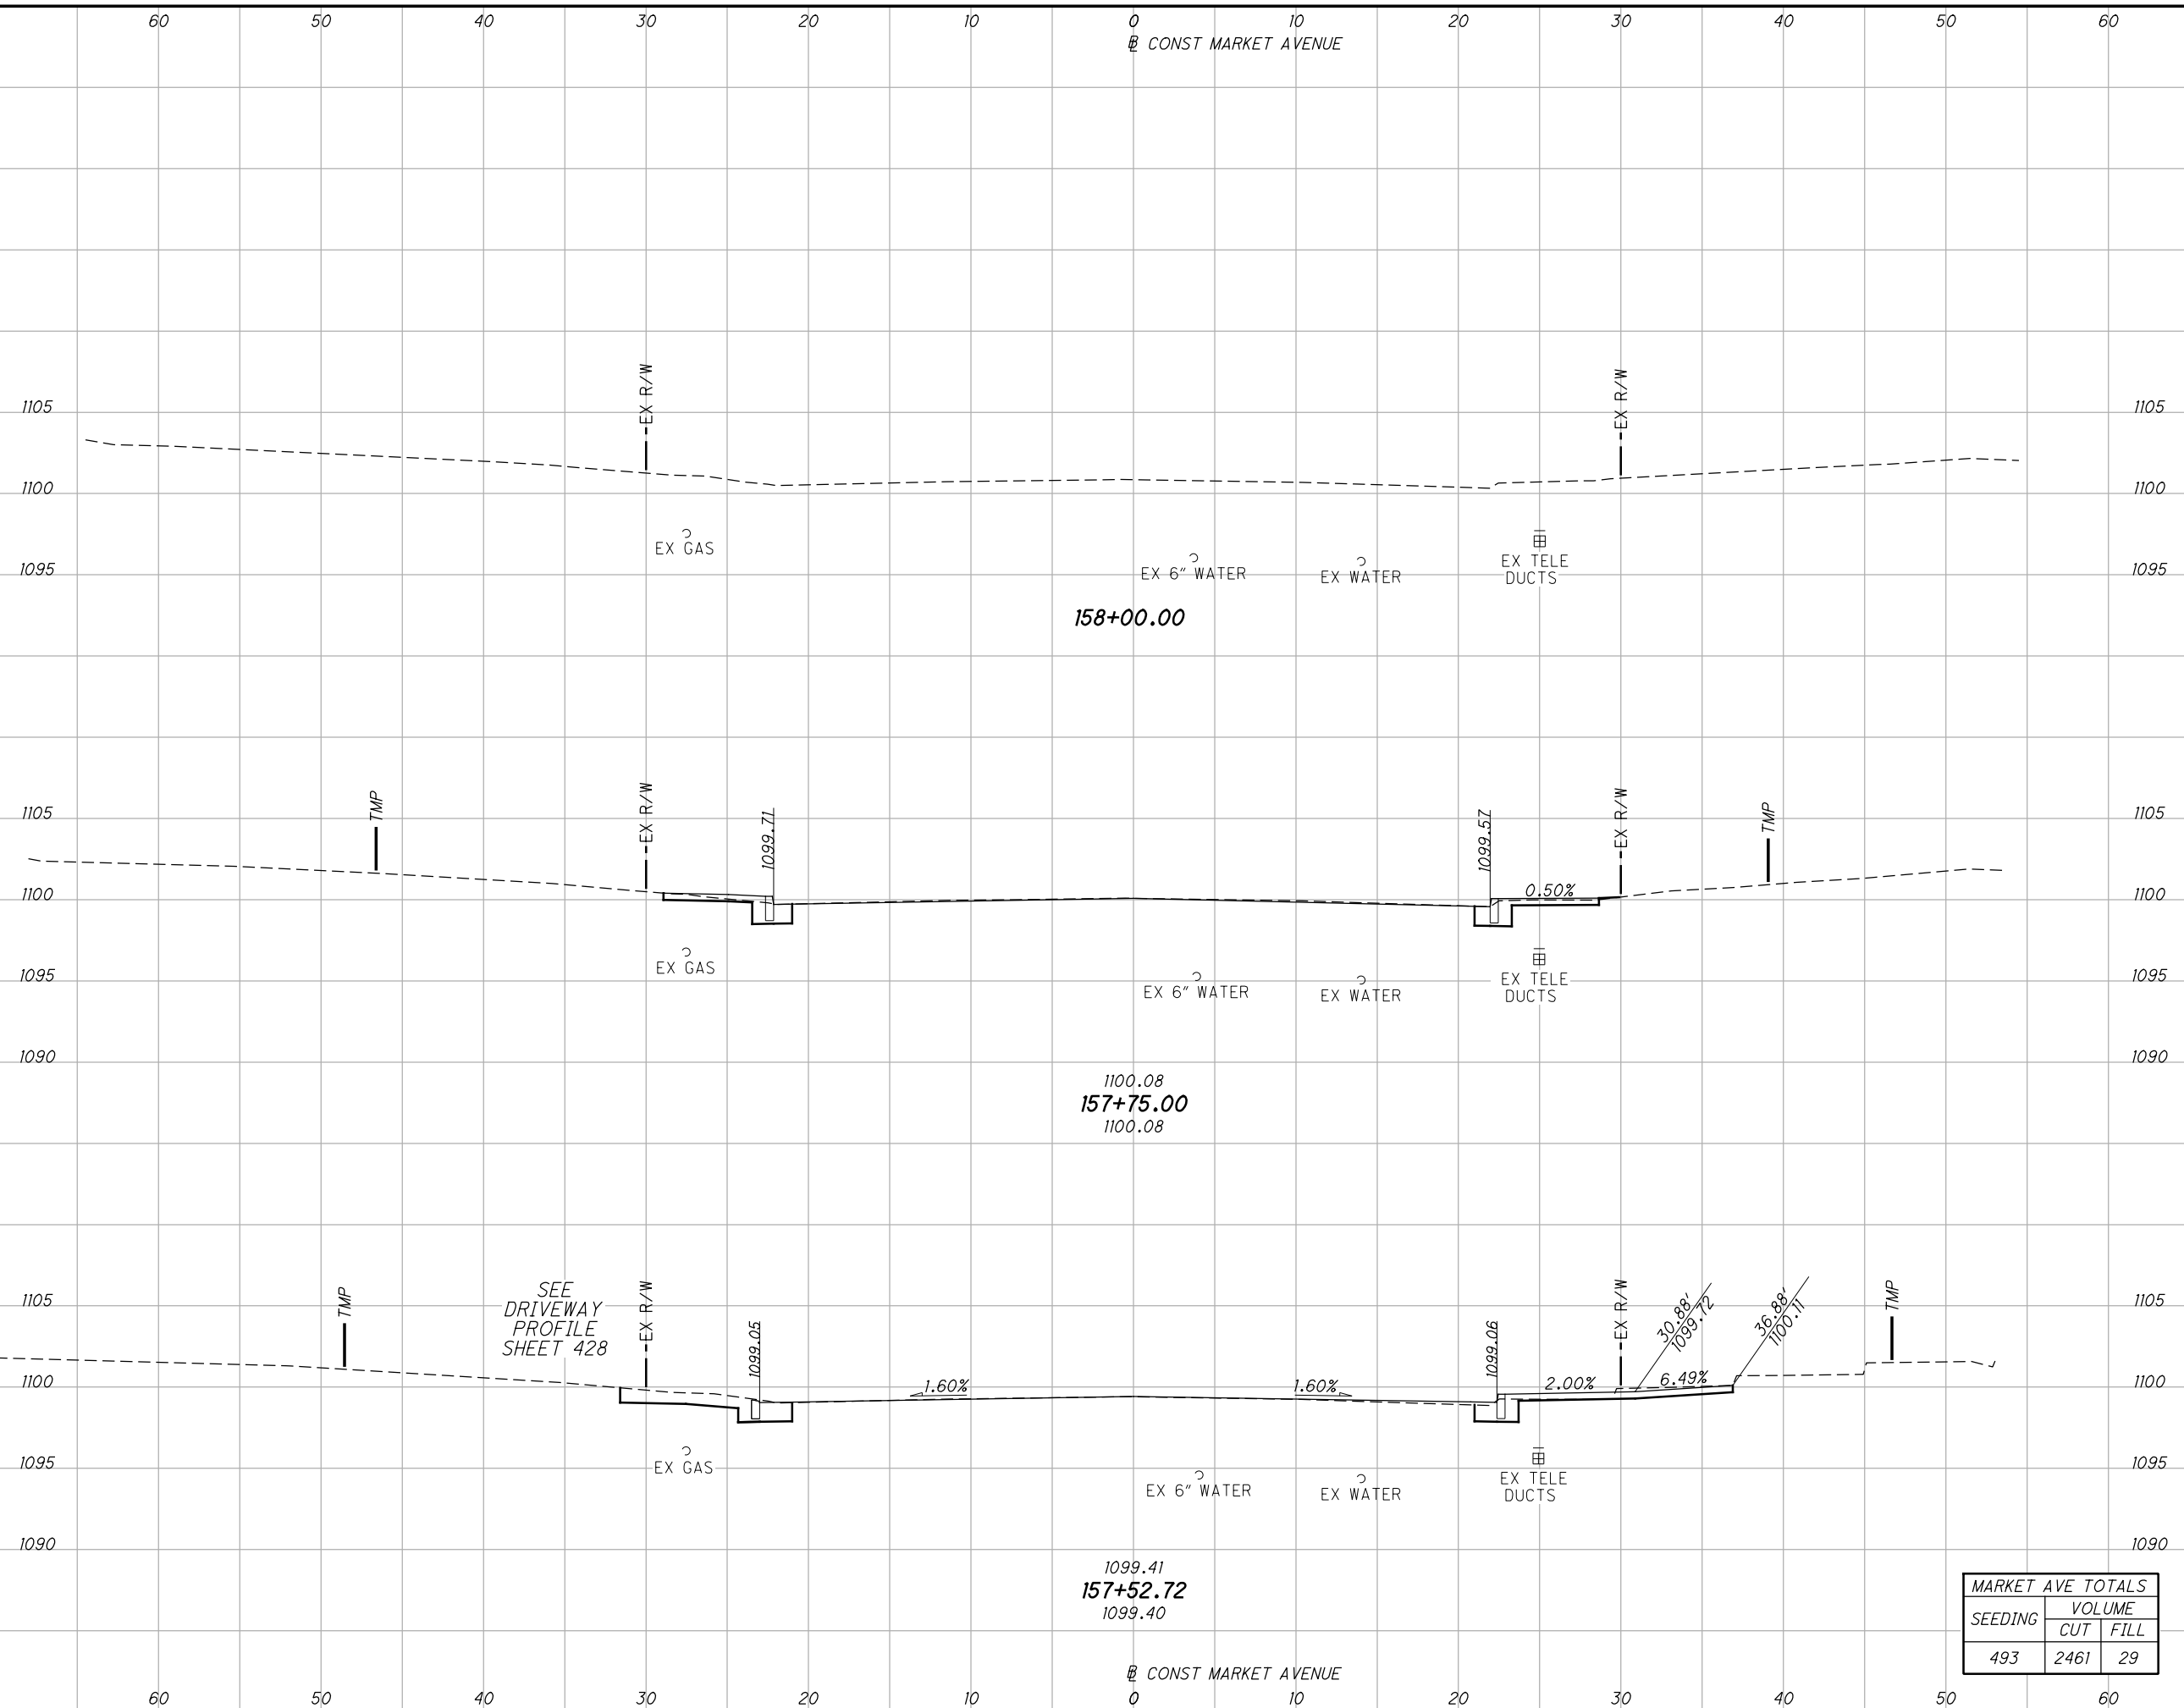 60 50 40 30 20 10 0 10 20 30 40 50 60
℄ CONST MARKET AVENUE
EX R/W
EX R/W
1105 1105
1100 1100
EX GAS
EX 6" WATER
EX WATER
EX TELE
DUCTS
1095 1095
158+00.00
TMP
EX R/W
1099.71
1099.57
EX R/W
TMP
1105 1105
0.50%
1100 1100
EX GAS
EX 6" WATER
EX WATER
EX TELE
DUCTS
1095 1095
1090 1090
1100.08
157+75.00
1100.08
TMP
SEE
DRIVEWAY
PROFILE
SHEET 428
EX R/W
1099.05
1099.06
EX R/W
30.88'
1099.72
36.88'
1100.11
TMP
1105 1105
1.60% 1.60% 2.00% 6.49%
1100 1100
EX GAS
EX 6" WATER
EX WATER
EX TELE
DUCTS
1095 1095
1090 1090
1099.41
157+52.72
1099.40
MARKET AVE TOTALS
SEEDING VOLUME
CUT FILL
493 2461 29
℄ CONST MARKET AVENUE
60 50 40 30 20 10 0 10 20 30 40 50 60